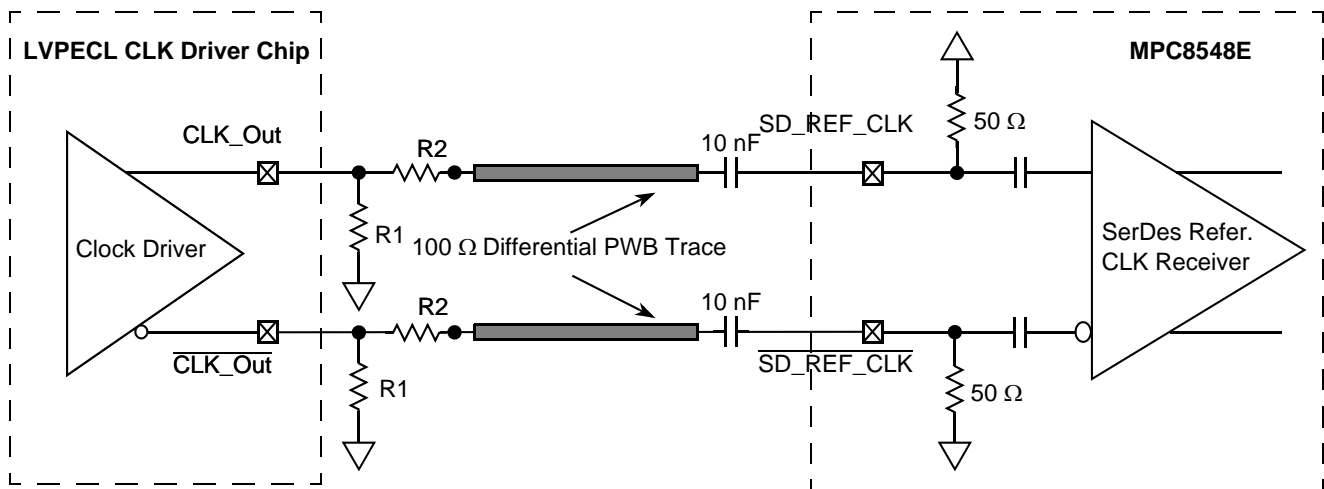 LVPECL CLK Driver Chip
MPC8548E
CLK_Out
R2
10 nF
SD_REF_CLK
50 Ω
R1
Clock Driver
100 Ω Differential PWB Trace
SerDes Refer.
CLK Receiver
R2
10 nF
CLK_Out
SD_REF_CLK
R1
50 Ω